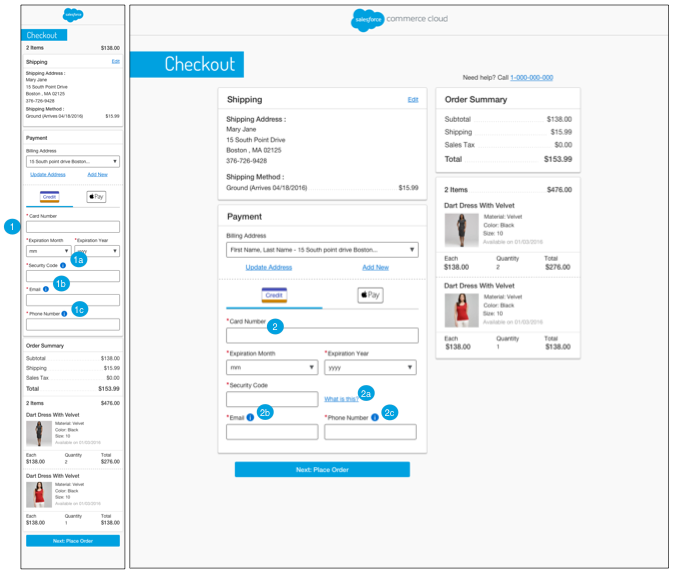 salesforce
Checkout
2 Items $138.00
Shipping Edit
Shipping Address :
Mary Jane
15 South Point Drive
Boston , MA 02125
376-726-9428
Shipping Method :
Ground (Arrives 04/18/2016) $15.99
Payment
Billing Address
15 South point drive Boston...
Update Address Add New
Credit Pay
1
* Card Number
*Expiration Month *Expiration Year
mm yyyy
1a
*Security Code i
1b
* Email i
1c
* Phone Number i
Order Summary
Subtotal $138.00
Shipping $15.99
Sales Tax $0.00
Total $153.99
2 Items $476.00
Dart Dress With Velvet
Material: Velvet
Color: Black
Size: 10
Available on 01/03/2016
Each Quantity Total
$138.00 2 $276.00
Dart Dress With Velvet
Material: Velvet
Color: Black
Size: 10
Available on 01/03/2016
Each Quantity Total
$138.00 1 $138.00
Next: Place Order
salesforce commerce cloud
Checkout
Need help? Call 1-000-000-000
Shipping Edit
Shipping Address :
Mary Jane
15 South Point Drive
Boston , MA 02125
376-726-9428
Shipping Method :
Ground (Arrives 04/18/2016) $15.99
Payment
Billing Address
First Name, Last Name - 15 South point drive Boston...
Update Address Add New
Credit Pay
*Card Number 2
*Expiration Month *Expiration Year
mm yyyy
*Security Code
What is this? 2a
*Email i 2b *Phone Number i 2c
Next: Place Order
Order Summary
Subtotal $138.00
Shipping $15.99
Sales Tax $0.00
Total $153.99
2 Items $476.00
Dart Dress With Velvet
Material: Velvet
Color: Black
Size: 10
Available on 01/03/2016
Each Quantity Total
$138.00 2 $276.00
Dart Dress With Velvet
Material: Velvet
Color: Black
Size: 10
Available on 01/03/2016
Each Quantity Total
$138.00 1 $138.00